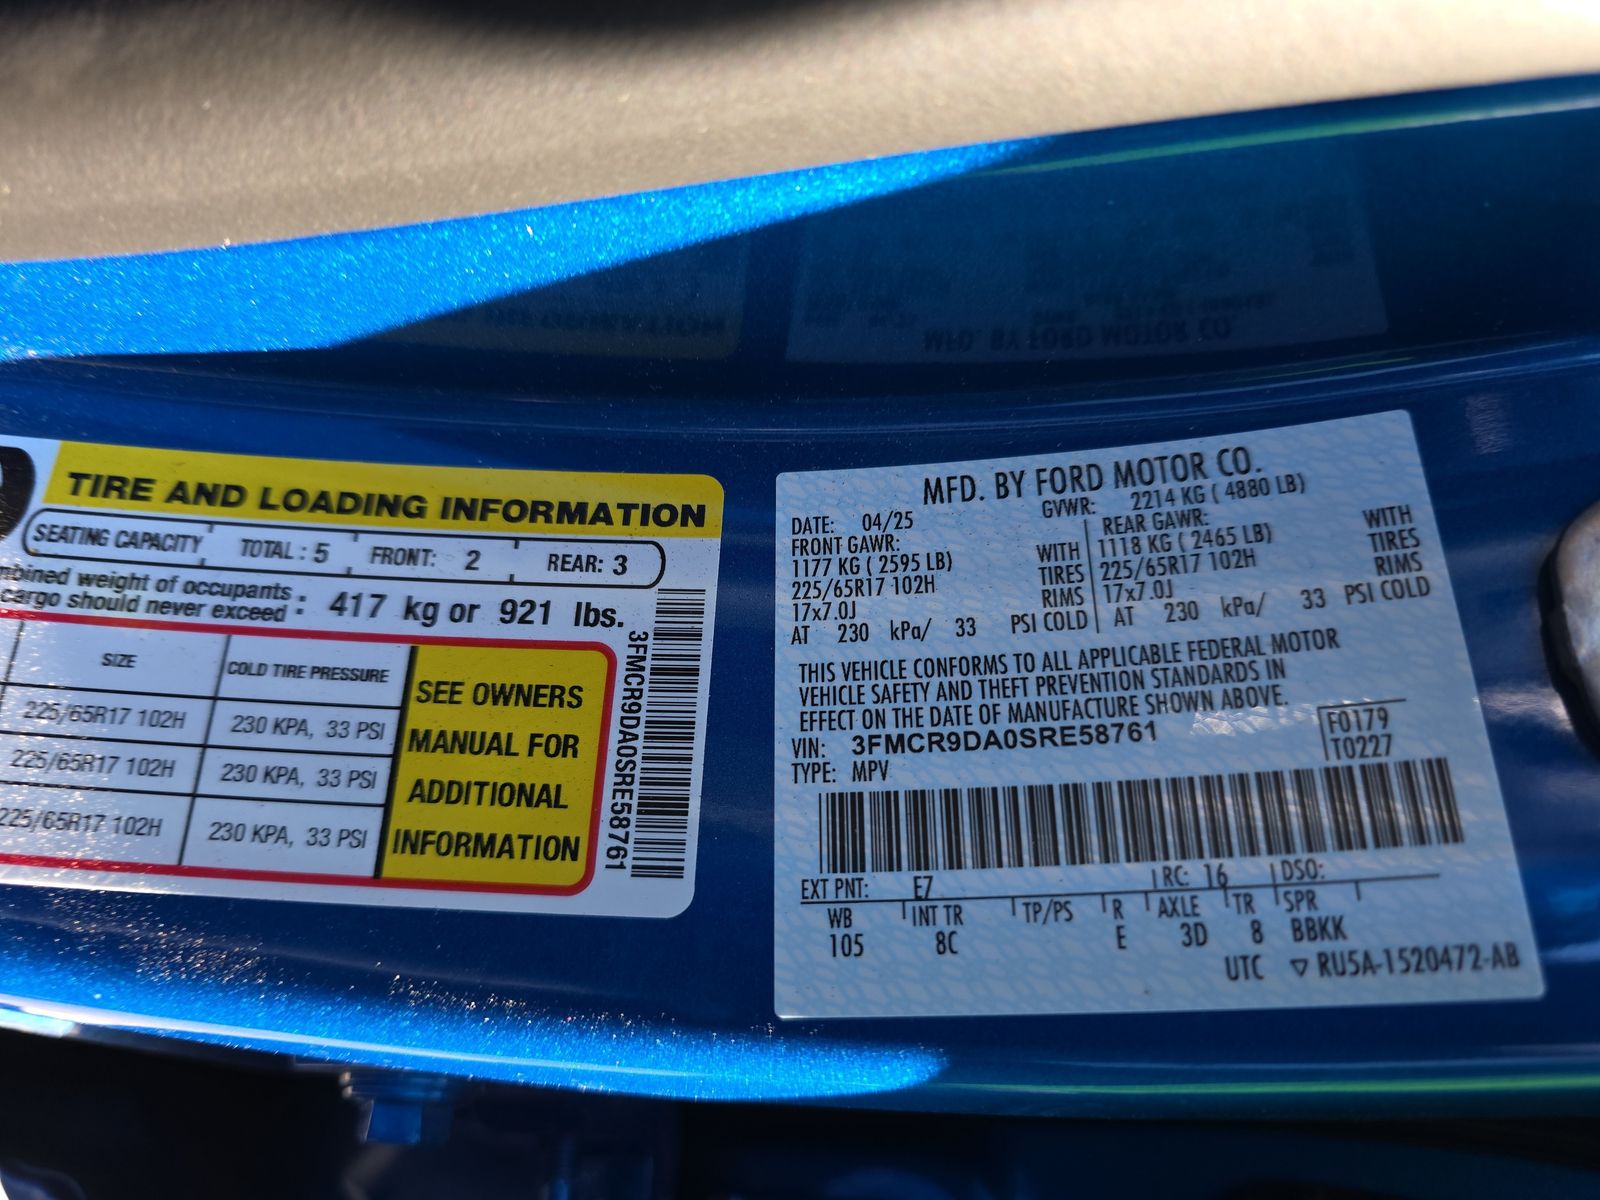 TIRE AND LOADING INFORMATION
SEATING CAPACITY TOTAL : 5 FRONT: 2 REAR: 3
weight of occupants :
cargo should never exceed : 417 kg or 921 lbs.
SIZE COLD TIRE PRESSURE
225/65R17 102H 230 KPA, 33 PSI
225/65R17 102H 230 KPA, 33 PSI
225/65R17 102H 230 KPA, 33 PSI
SEE OWNERS
MANUAL FOR
ADDITIONAL
INFORMATION
3FMCR9DA0SRE58761
MFD. BY FORD MOTOR CO.
DATE: 04/25 GVWR: 2214 KG ( 4880 LB)
FRONT GAWR: REAR GAWR:
1177 KG ( 2595 LB) WITH 1118 KG ( 2465 LB) WITH
225/65R17 102H TIRES 225/65R17 102H TIRES
17x7.0J RIMS 17x7.0J RIMS
AT 230 kPa/ 33 PSI COLD AT 230 kPa/ 33 PSI COLD
THIS VEHICLE CONFORMS TO ALL APPLICABLE FEDERAL MOTOR
VEHICLE SAFETY AND THEFT PREVENTION STANDARDS IN
EFFECT ON THE DATE OF MANUFACTURE SHOWN ABOVE.
VIN: 3FMCR9DA0SRE58761 F0179
TYPE: MPV T0227
EXT PNT: E7 RC: 16 DSO:
WB INT TR TP/PS R AXLE TR SPR
105 8C E 3D 8 BBKK
UTC ▽ RU5A-1520472-AB